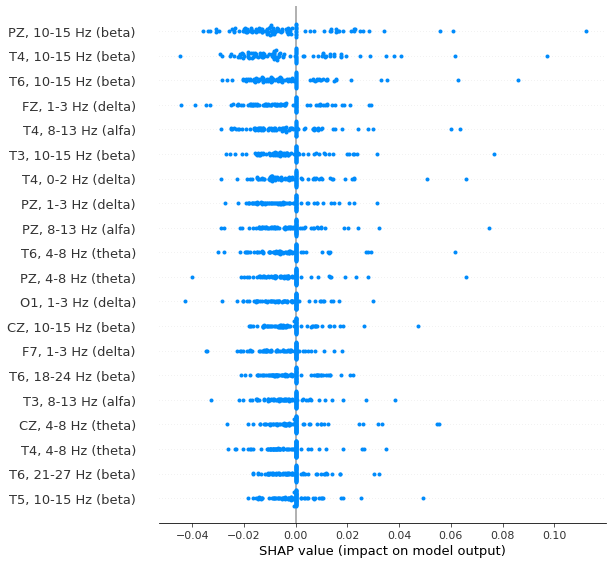 PZ, 10-15 Hz (beta)
T4, 10-15 Hz (beta)
T6, 10-15 Hz (beta)
FZ, 1-3 Hz (delta)
T4, 8-13 Hz (alfa)
T3, 10-15 Hz (beta)
T4, 0-2 Hz (delta)
PZ, 1-3 Hz (delta)
PZ, 8-13 Hz (alfa)
T6, 4-8 Hz (theta)
PZ, 4-8 Hz (theta)
O1, 1-3 Hz (delta)
CZ, 10-15 Hz (beta)
F7, 1-3 Hz (delta)
T6, 18-24 Hz (beta)
T3, 8-13 Hz (alfa)
CZ, 4-8 Hz (theta)
T4, 4-8 Hz (theta)
T6, 21-27 Hz (beta)
T5, 10-15 Hz (beta)
−0.04 −0.02 0.00 0.02 0.04 0.06 0.08 0.10
SHAP value (impact on model output)